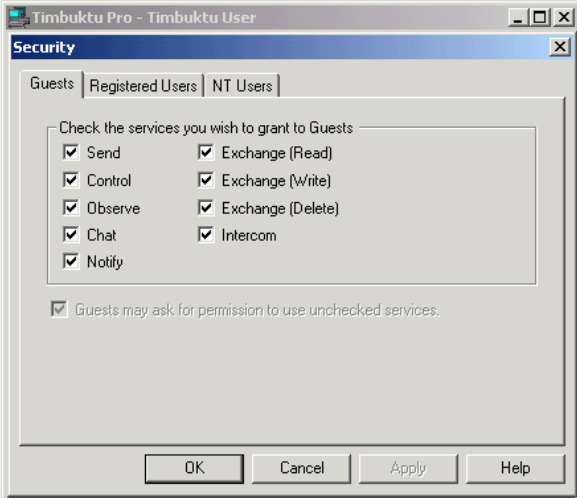 Timbuktu Pro - Timbuktu User
Security
Guests Registered Users NT Users
Check the services you wish to grant to Guests
Send Exchange (Read)
Control Exchange (Write)
Observe Exchange (Delete)
Chat Intercom
Notify
Guests may ask for permission to use unchecked services.
OK Cancel Apply Help